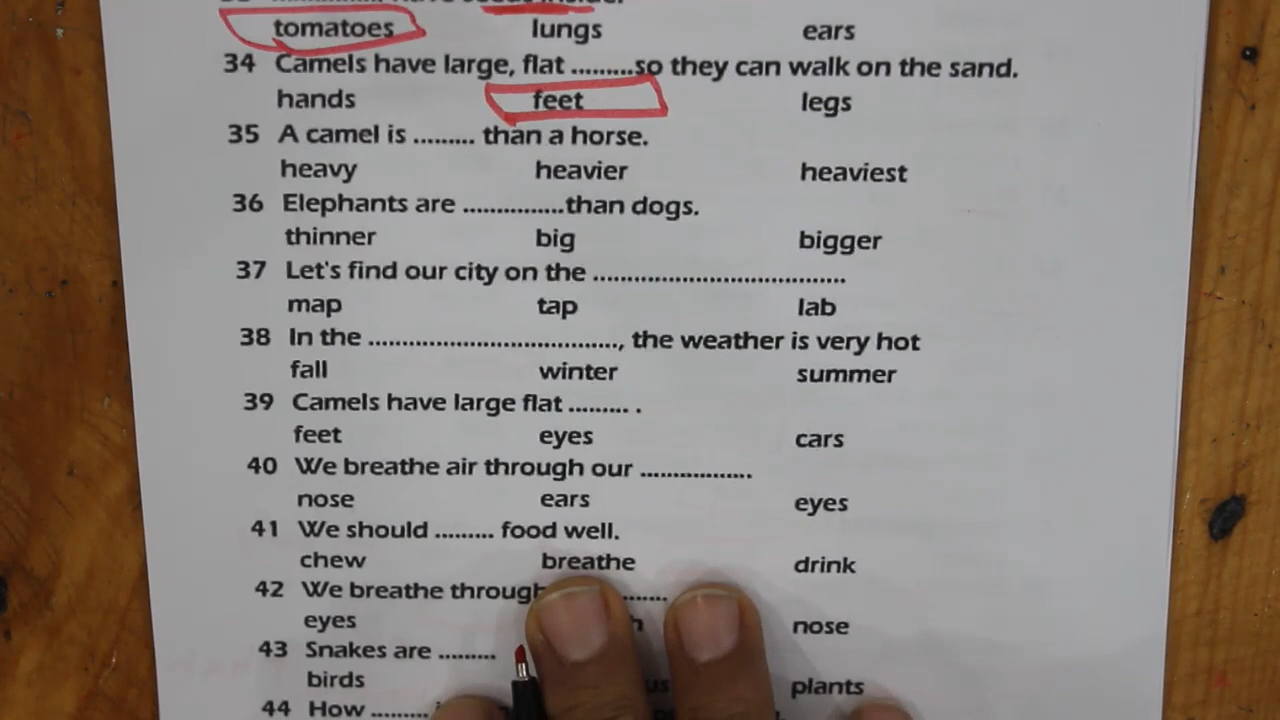 tomatoes lungs ears
34 Camels have large, flat .........so they can walk on the sand.
hands feet legs
35 A camel is ......... than a horse.
heavy heavier heaviest
36 Elephants are ...............than dogs.
thinner big bigger
37 Let's find our city on the ......................................
map tap lab
38 In the ....................................., the weather is very hot
fall winter summer
39 Camels have large flat ......... .
feet eyes cars
40 We breathe air through our .................
nose ears eyes
41 We should ......... food well.
chew breathe drink
42 We breathe through .......
eyes nose
43 Snakes are .........
birds plants
44 How .........